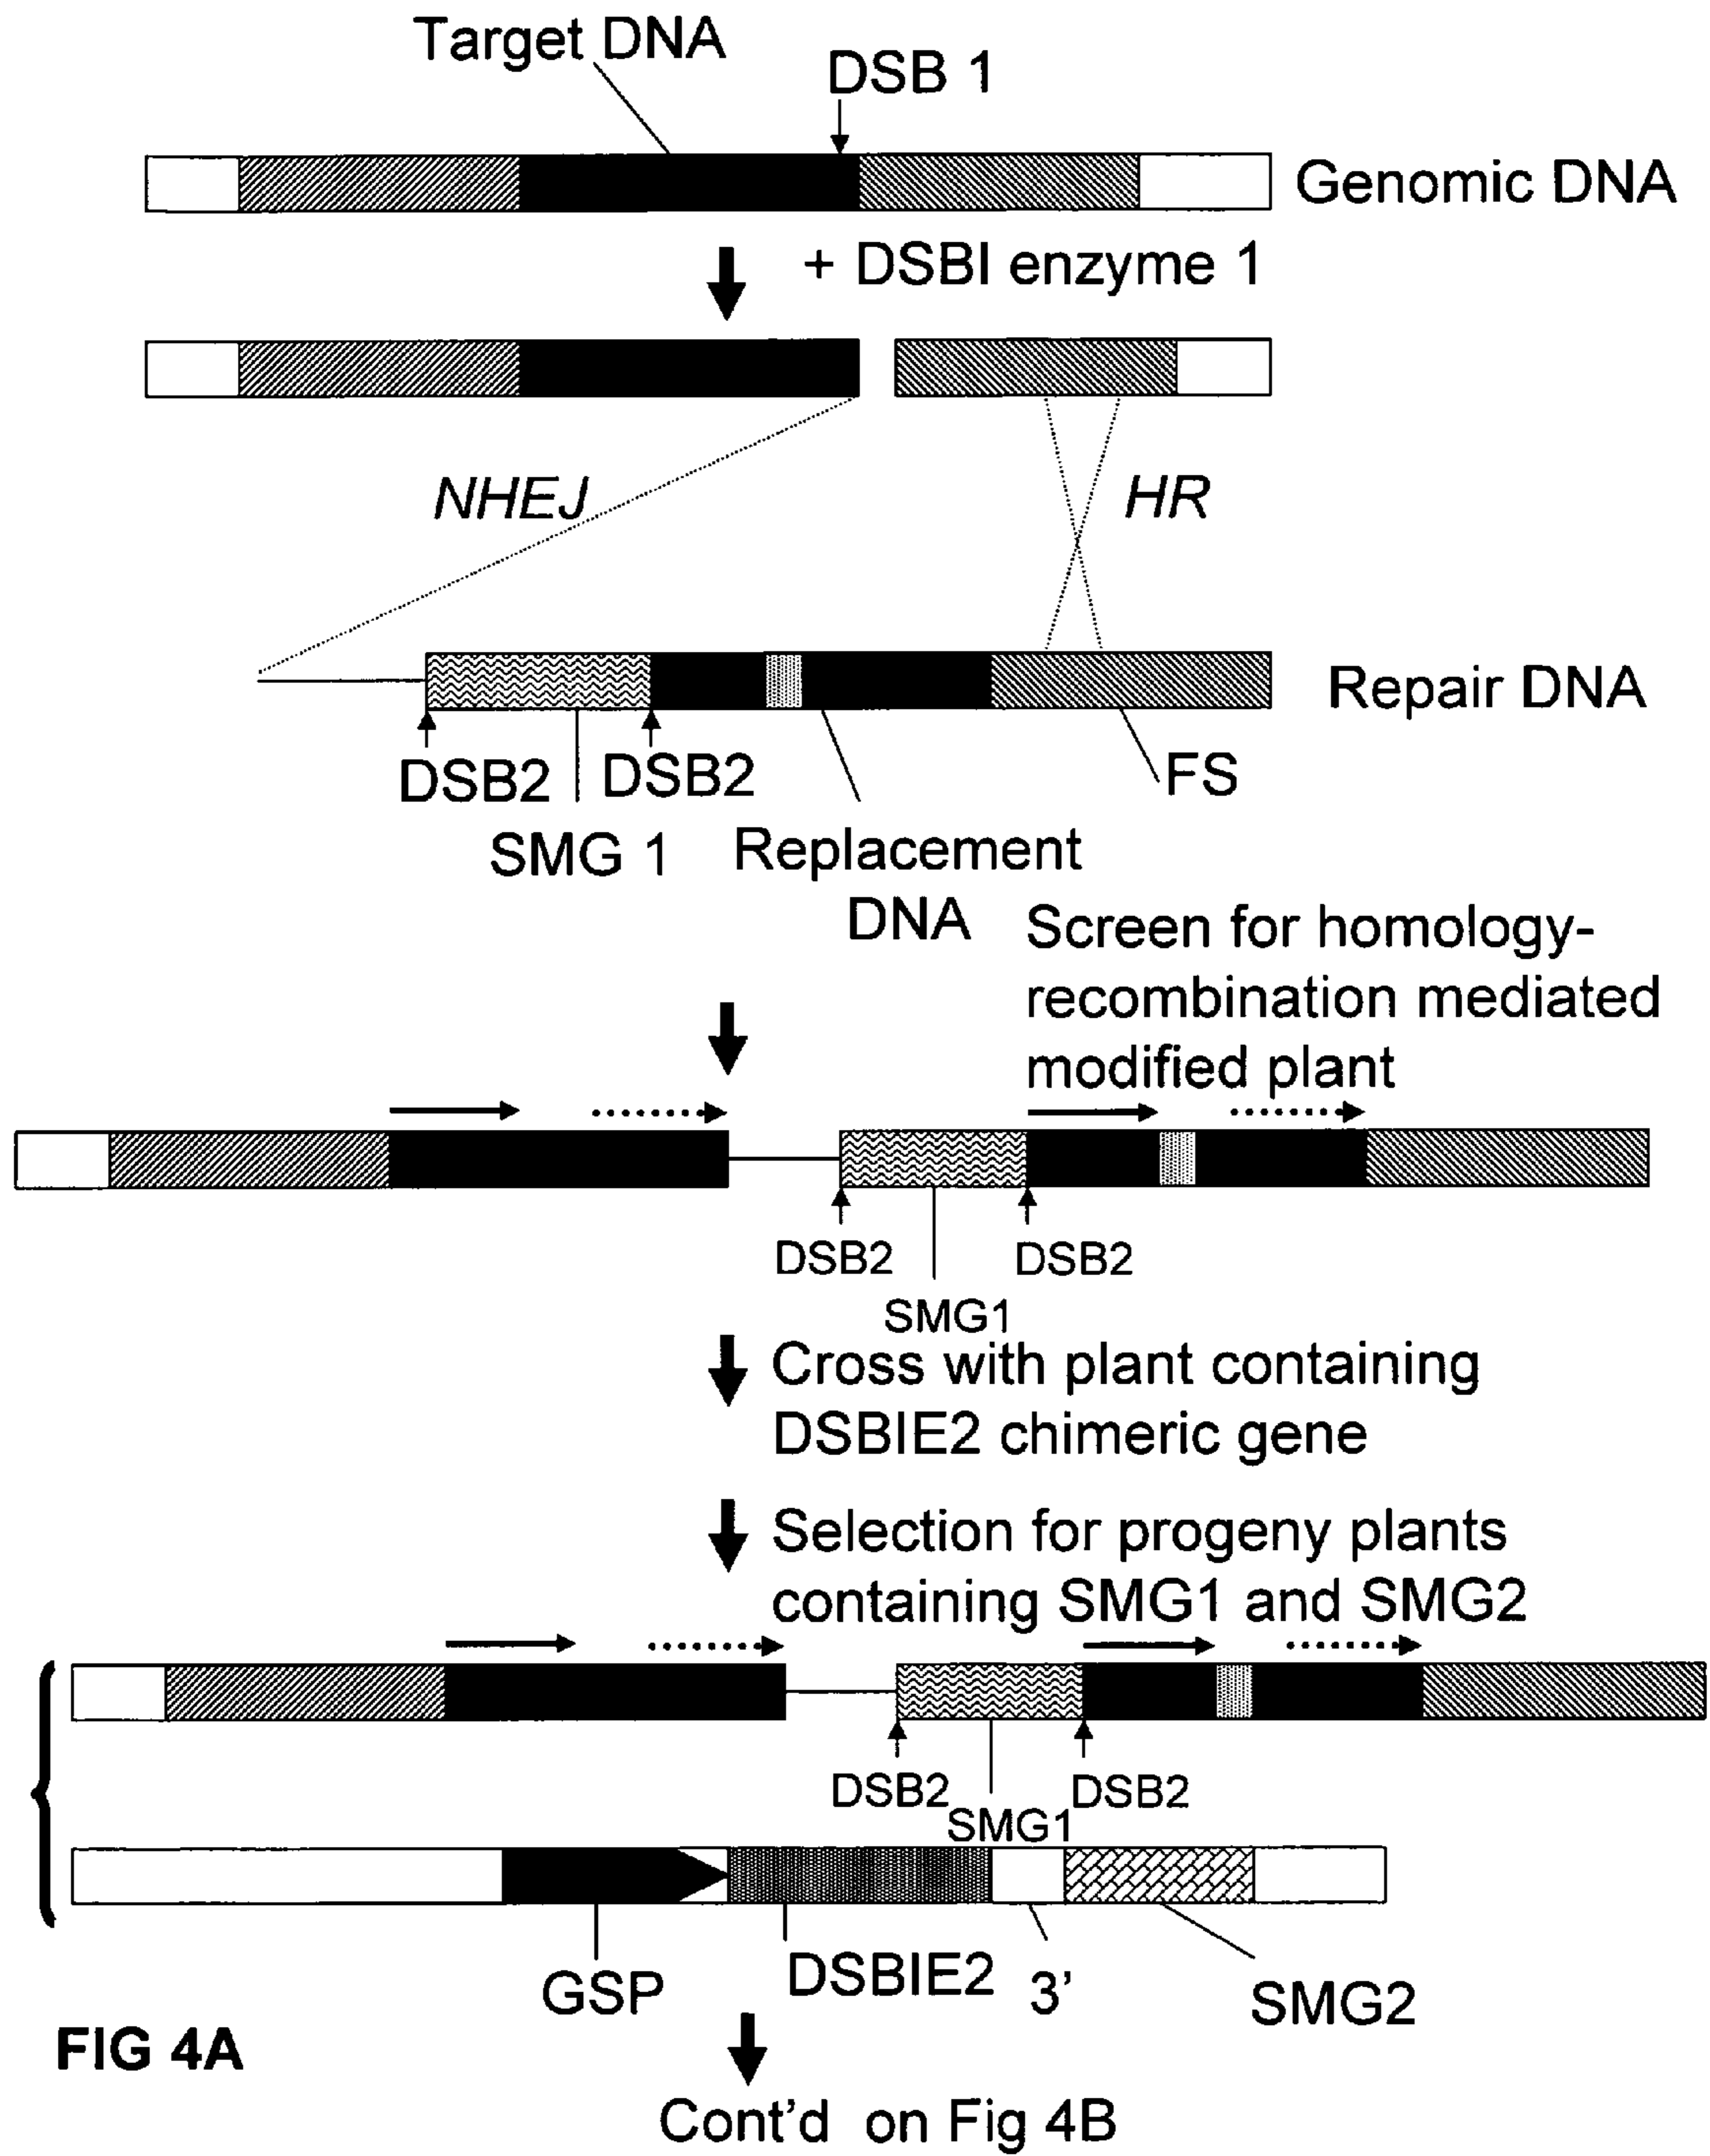 Target DNA
DSB 1
Genomic DNA
+ DSBI enzyme 1
NHEJ
HR
Repair DNA
DSB2
DSB2
FS
SMG 1
Replacement
DNA
Screen for homology-
recombination mediated
modified plant
DSB2
DSB2
SMG1
Cross with plant containing
DSBIE2 chimeric gene
Selection for progeny plants
containing SMG1 and SMG2
DSB2
DSB2
SMG1
GSP
DSBIE2
3'
SMG2
FIG 4A
Cont'd on Fig 4B